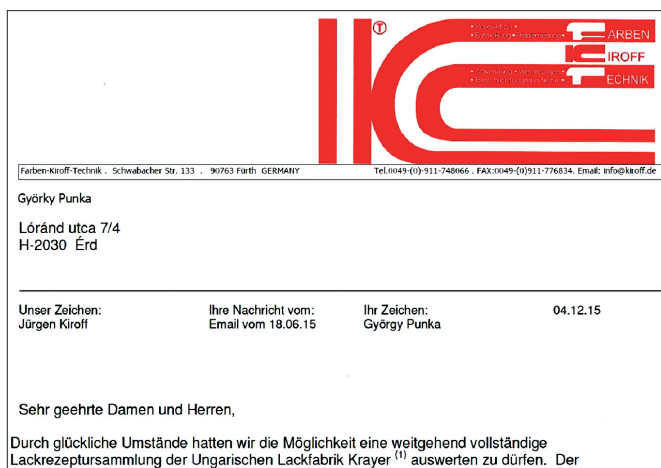 • Produktion •
• Entwicklung • Problemlösung •
FARBEN
KIROFF
TECHNIK
Farben-Kiroff-Technik . Schwabacher Str. 133 . 90763 Fürth GERMANY Tel.0049-(0)-911-748066 . FAX:0049-(0)911-776834. Email: info@kiroff.de
Györky Punka
Lóránd utca 7/4
H-2030 Érd
Unser Zeichen: Ihre Nachricht vom: Ihr Zeichen: 04.12.15
Jürgen Kiroff Email vom 18.06.15 György Punka
Sehr geehrte Damen und Herren,
Durch glückliche Umstände hatten wir die Möglichkeit eine weitgehend vollständige
Lackrezeptursammlung der Ungarischen Lackfabrik Krayer (1) auswerten zu dürfen. Der